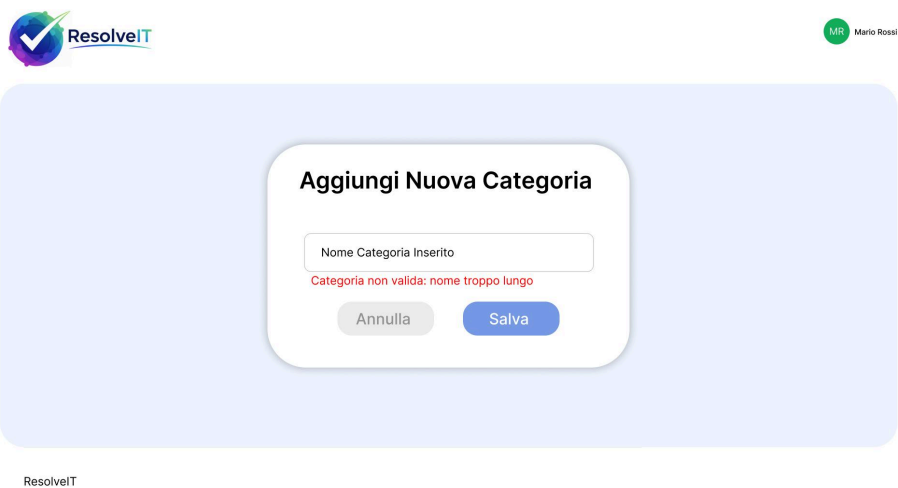 ResolveIT
MR Mario Rossi
Aggiungi Nuova Categoria
Nome Categoria Inserito
Categoria non valida: nome troppo lungo
Annulla Salva
ResolveIT